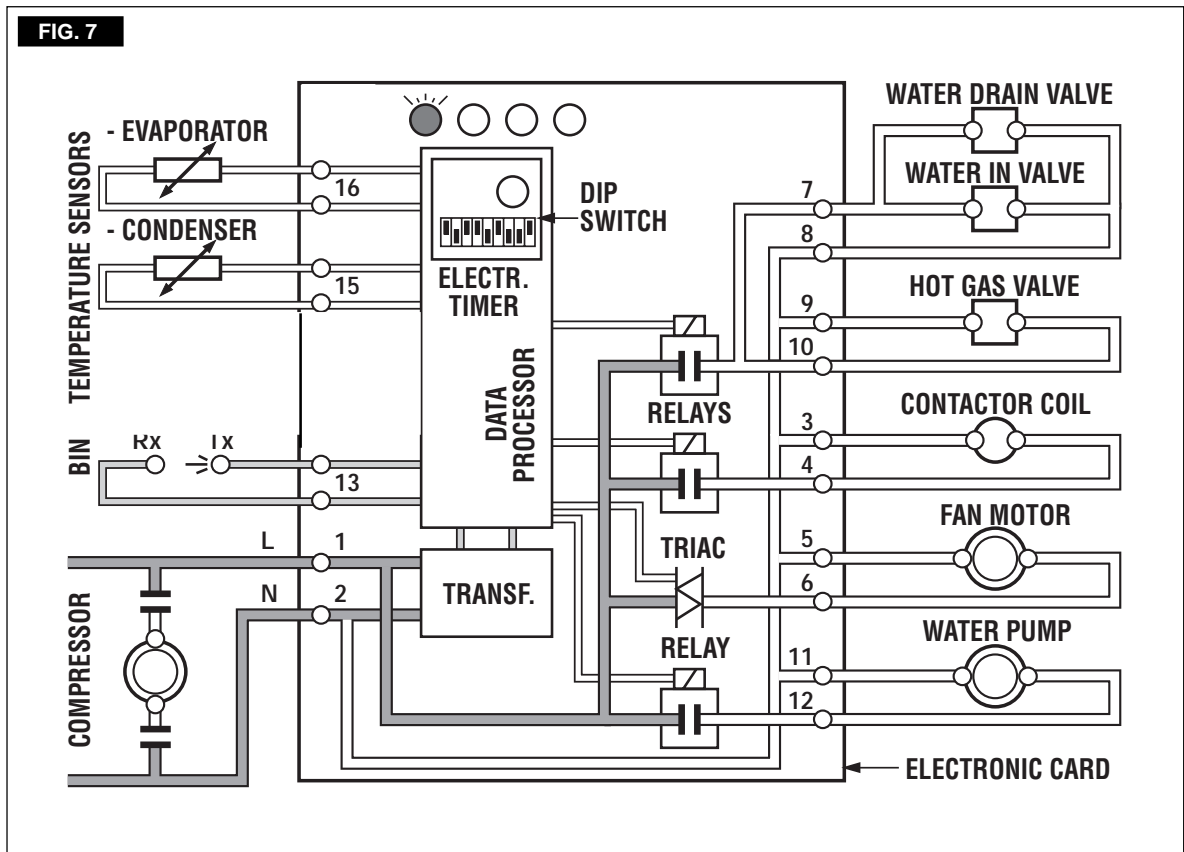 FIG. 7
TEMPERATURE SENSORS
- EVAPORATOR
16
- CONDENSER
15
BIN
Rx
Tx
13
L
1
N
2
COMPRESSOR
DIP
SWITCH
ELECTR.
TIMER
DATA
PROCESSOR
TRANSF.
RELAYS
TRIAC
RELAY
WATER DRAIN VALVE
WATER IN VALVE
7
8
HOT GAS VALVE
9
10
CONTACTOR COIL
3
4
FAN MOTOR
5
6
WATER PUMP
11
12
ELECTRONIC CARD